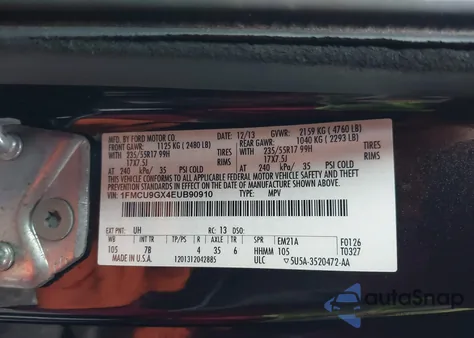 MFD. BY FORD MOTOR CO.
DATE: 12/13 GVWR: 2159 KG ( 4760 LB)
FRONT GAWR: 1125 KG ( 2480 LB) REAR GAWR: 1040 KG ( 2293 LB)
WITH 235/55R17 99H TIRES WITH 235/55R17 99H TIRES
17X7.5J RIMS 17X7.5J RIMS
AT 240 kPa/ 35 PSI COLD AT 240 kPa/ 35 PSI COLD
THIS VEHICLE CONFORMS TO ALL APPLICABLE FEDERAL MOTOR VEHICLE SAFETY AND THEFT PREVENTION STANDARDS IN EFFECT ON THE DATE OF MANUFACTURE SHOWN ABOVE.
VIN: 1FMCU9GX4EUB90910 TYPE: MPV
EXT PNT: UH RC: 13 DSO:
WB INT TR TP/PS R AXLE TR SPR EM21A F0126
105 78 4 35 6 HHMM 105 T0327
MADE IN U.S.A. 1201312042885 ULC 5U5A-3520472-AA
autoSnap